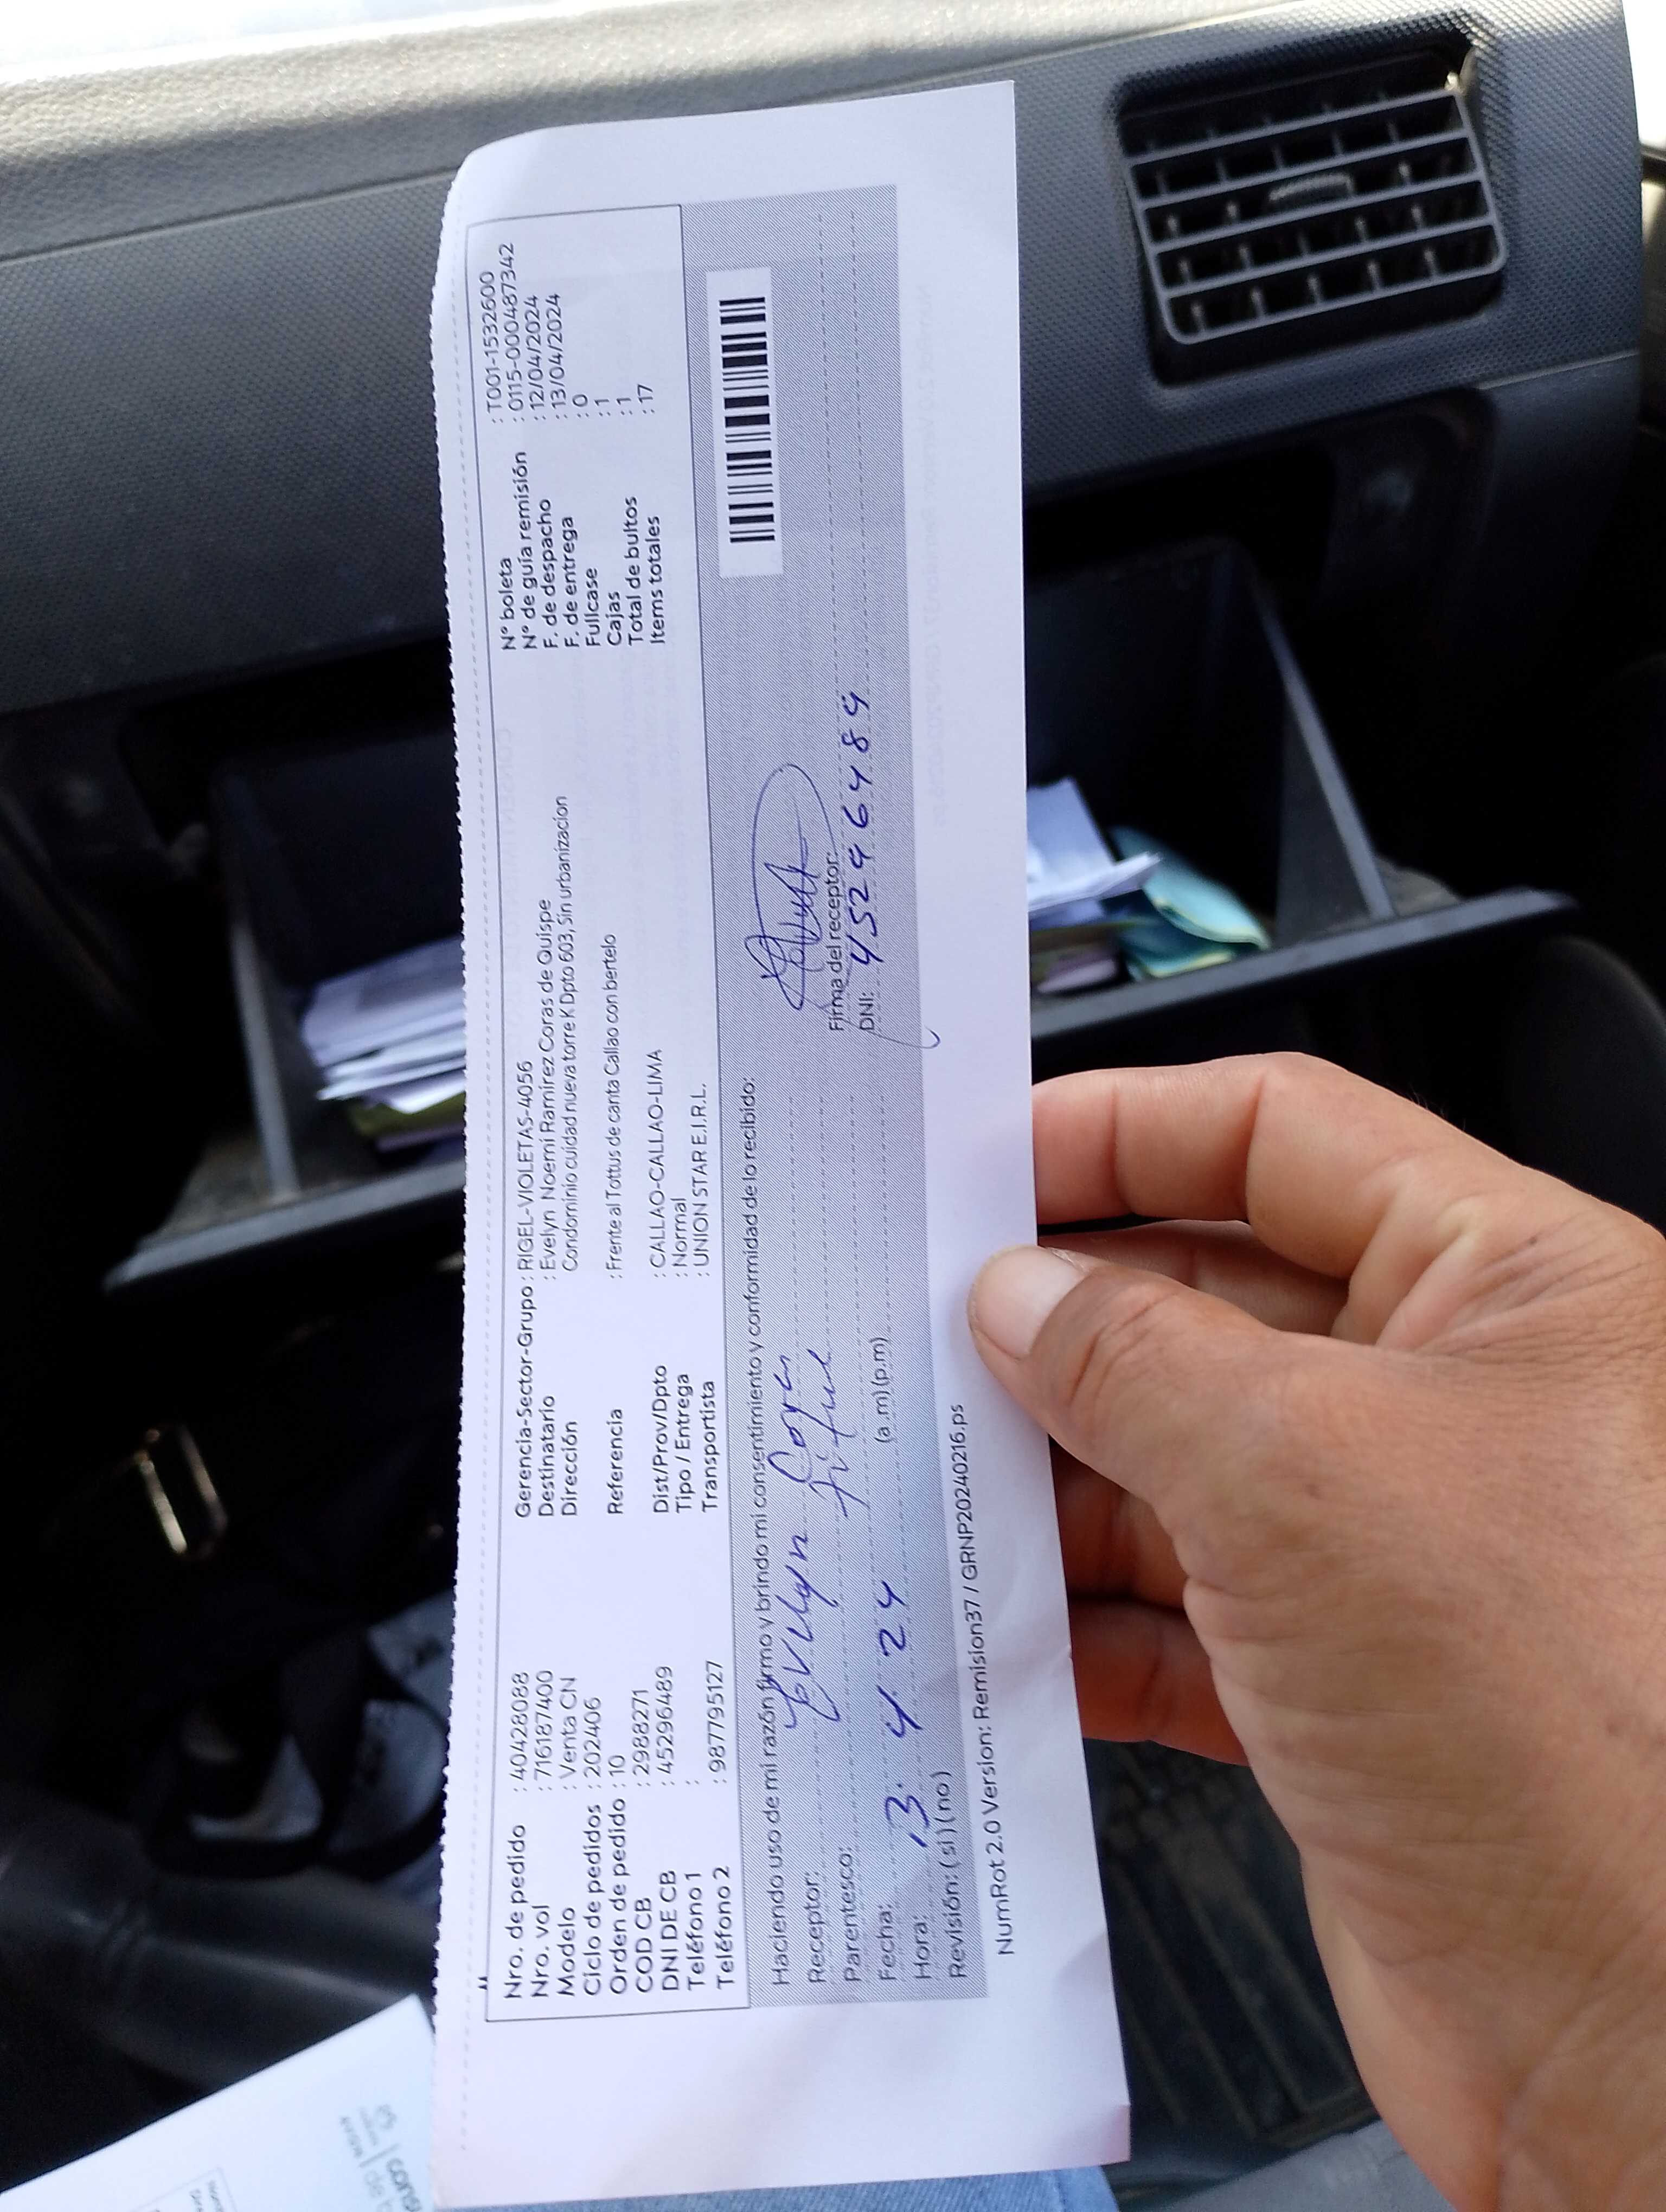 Nro. de pedido : 40428088
Nro. vol : 716187400
Modelo : Venta CN
Ciclo de pedidos : 202406
Orden de pedido : 10
COD CB : 2988271
DNI DE CB : 45296489
Teléfono 1 :
Teléfono 2 : 987795127
Gerencia-Sector-Grupo : RIGEL-VIOLETAS-4056
Destinatario : Evelyn Noemi Ramirez Coras de Quispe
Dirección Condominio cuidad nueva torre K Dpto 603, Sin urbanizacion
Referencia : Frente al Tottus de canta Callao con bertelo
Dist/Prov/Dpto : CALLAO-CALLAO-LIMA
Tipo / Entrega : Normal
Transportista : UNION STAR E.I.R.L.
N° boleta : T001-1532600
N° de guía remisión : 0115-0000487342
F. de despacho : 12/04/2024
F. de entrega : 13/04/2024
Fullcase : 0
Cajas : 1
Total de bultos : 1
Items totales : 17
Haciendo uso de mi razón firmo y brindo mi consentimiento y conformidad de lo recibido:
Receptor: Evelyn Coras
Parentesco: titul
Fecha: 13. 4 24
Hora: (a.m) (p.m)
Revisión: (si) (no)
Firma del receptor:
DNI: 45296489
NumRot 2.0 Version: Remision37 / GRNP20240216.ps